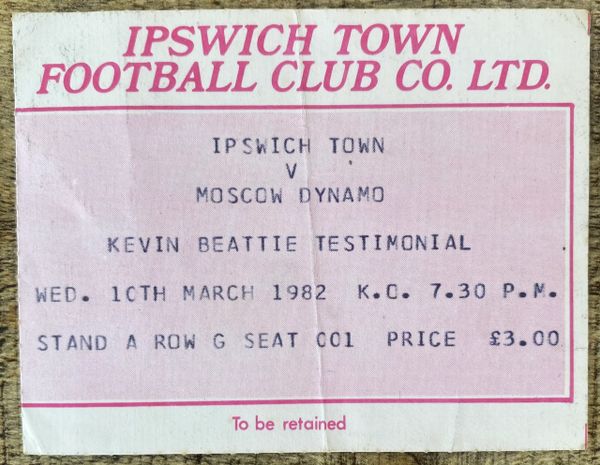 IPSWICH TOWN
FOOTBALL CLUB CO. LTD.
IPSWICH TOWN
V
MOSCOW DYNAMO
KEVIN BEATTIE TESTIMONIAL
WED. 10TH MARCH 1982 K.O. 7.30 P.M.
STAND A ROW G SEAT 001 PRICE £3.00
To be retained